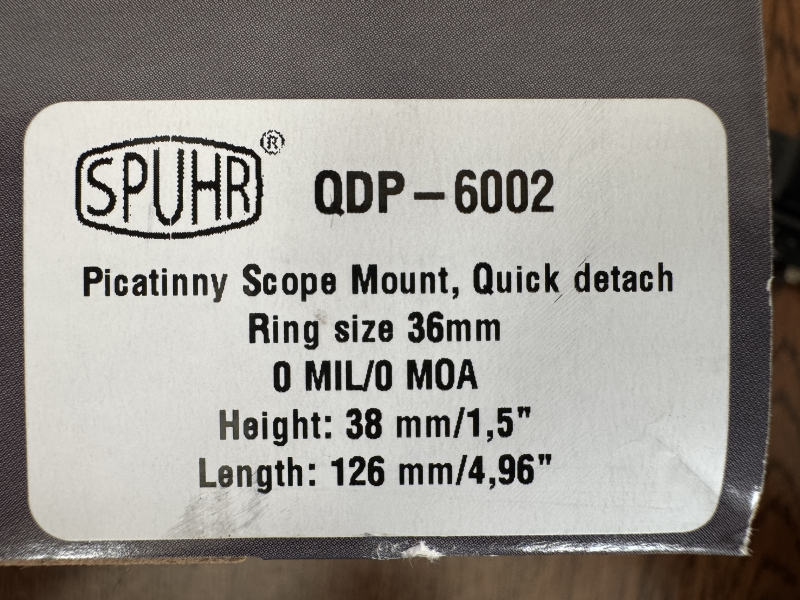 SPUHR® QDP-6002
Picatinny Scope Mount, Quick detach
Ring size 36mm
0 MIL/0 MOA
Height: 38 mm/1,5"
Length: 126 mm/4,96"